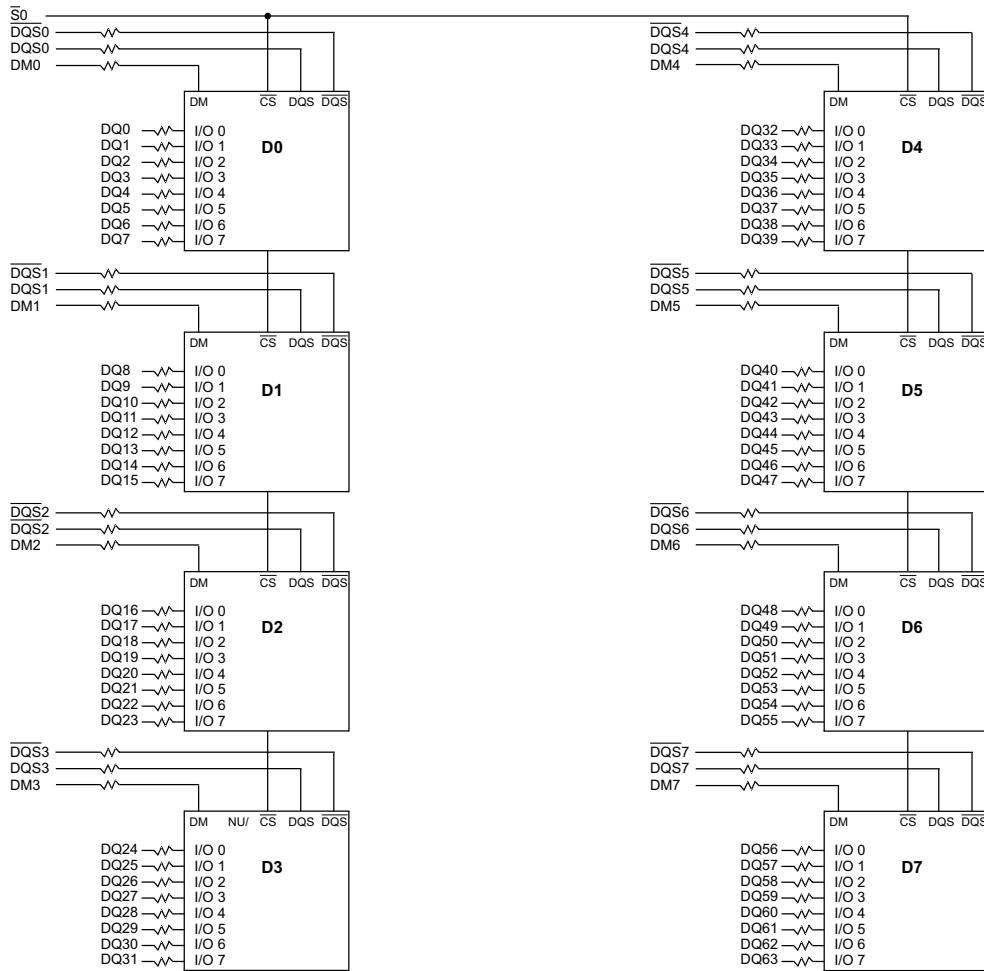 S0
DQS0
DQS0
DM0
DM CS DQS DQS
DQ0 I/O 0
DQ1 I/O 1
D0
DQ2 I/O 2
DQ3 I/O 3
DQ4 I/O 4
DQ5 I/O 5
DQ6 I/O 6
DQ7 I/O 7
DQS1
DQS1
DM1
DM CS DQS DQS
DQ8 I/O 0
DQ9 I/O 1
D1
DQ10 I/O 2
DQ11 I/O 3
DQ12 I/O 4
DQ13 I/O 5
DQ14 I/O 6
DQ15 I/O 7
DQS2
DQS2
DM2
DM CS DQS DQS
DQ16 I/O 0
DQ17 I/O 1
D2
DQ18 I/O 2
DQ19 I/O 3
DQ20 I/O 4
DQ21 I/O 5
DQ22 I/O 6
DQ23 I/O 7
DQS3
DQS3
DM3
DM NU/ CS DQS DQS
DQ24 I/O 0
DQ25 I/O 1
D3
DQ26 I/O 2
DQ27 I/O 3
DQ28 I/O 4
DQ29 I/O 5
DQ30 I/O 6
DQ31 I/O 7
DQS4
DQS4
DM4
DM CS DQS DQS
DQ32 I/O 0
DQ33 I/O 1
D4
DQ34 I/O 2
DQ35 I/O 3
DQ36 I/O 4
DQ37 I/O 5
DQ38 I/O 6
DQ39 I/O 7
DQS5
DQS5
DM5
DM CS DQS DQS
DQ40 I/O 0
DQ41 I/O 1
D5
DQ42 I/O 2
DQ43 I/O 3
DQ44 I/O 4
DQ45 I/O 5
DQ46 I/O 6
DQ47 I/O 7
DQS6
DQS6
DM6
DM CS DQS DQS
DQ48 I/O 0
DQ49 I/O 1
D6
DQ50 I/O 2
DQ51 I/O 3
DQ52 I/O 4
DQ53 I/O 5
DQ54 I/O 6
DQ55 I/O 7
DQS7
DQS7
DM7
DM CS DQS DQS
DQ56 I/O 0
DQ57 I/O 1
D7
DQ58 I/O 2
DQ59 I/O 3
DQ60 I/O 4
DQ61 I/O 5
DQ62 I/O 6
DQ63 I/O 7